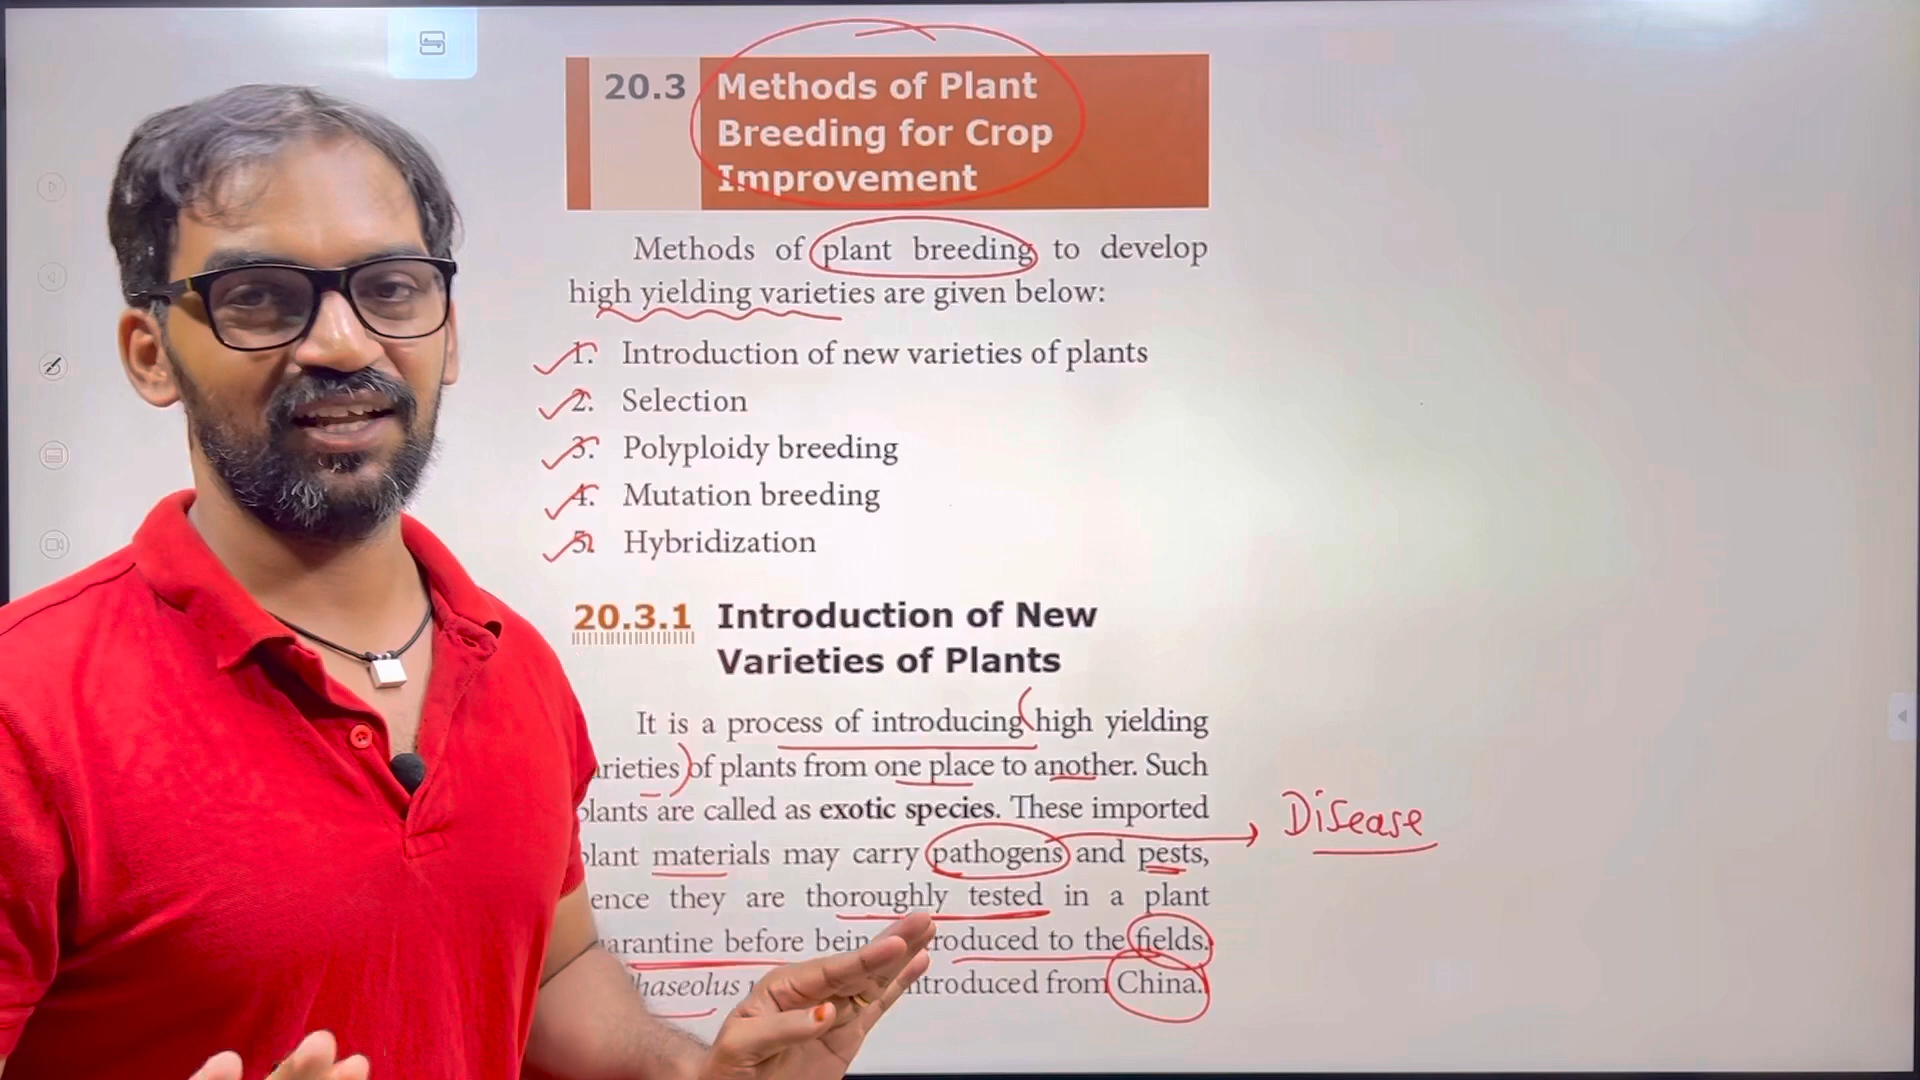 20.3 Methods of Plant
Breeding for Crop
Improvement
Methods of plant breeding to develop
high yielding varieties are given below:
1. Introduction of new varieties of plants
2. Selection
3. Polyploidy breeding
4. Mutation breeding
5. Hybridization
20.3.1 Introduction of New
Varieties of Plants
It is a process of introducing high yielding
of plants from one place to another. Such
are called as exotic species. These imported
materials may carry pathogens and pests,
Disease
they are thoroughly tested in a plant
before to the fields.
from China.